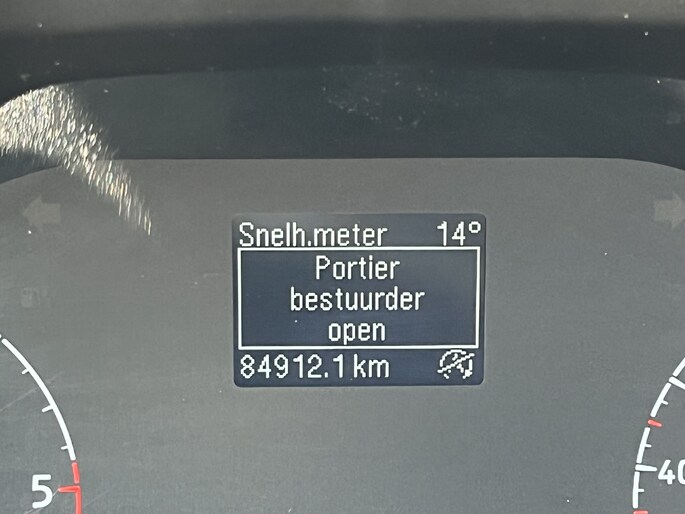 Snelh.meter 14°
Portier
bestuurder
open
84912.1 km
5
40